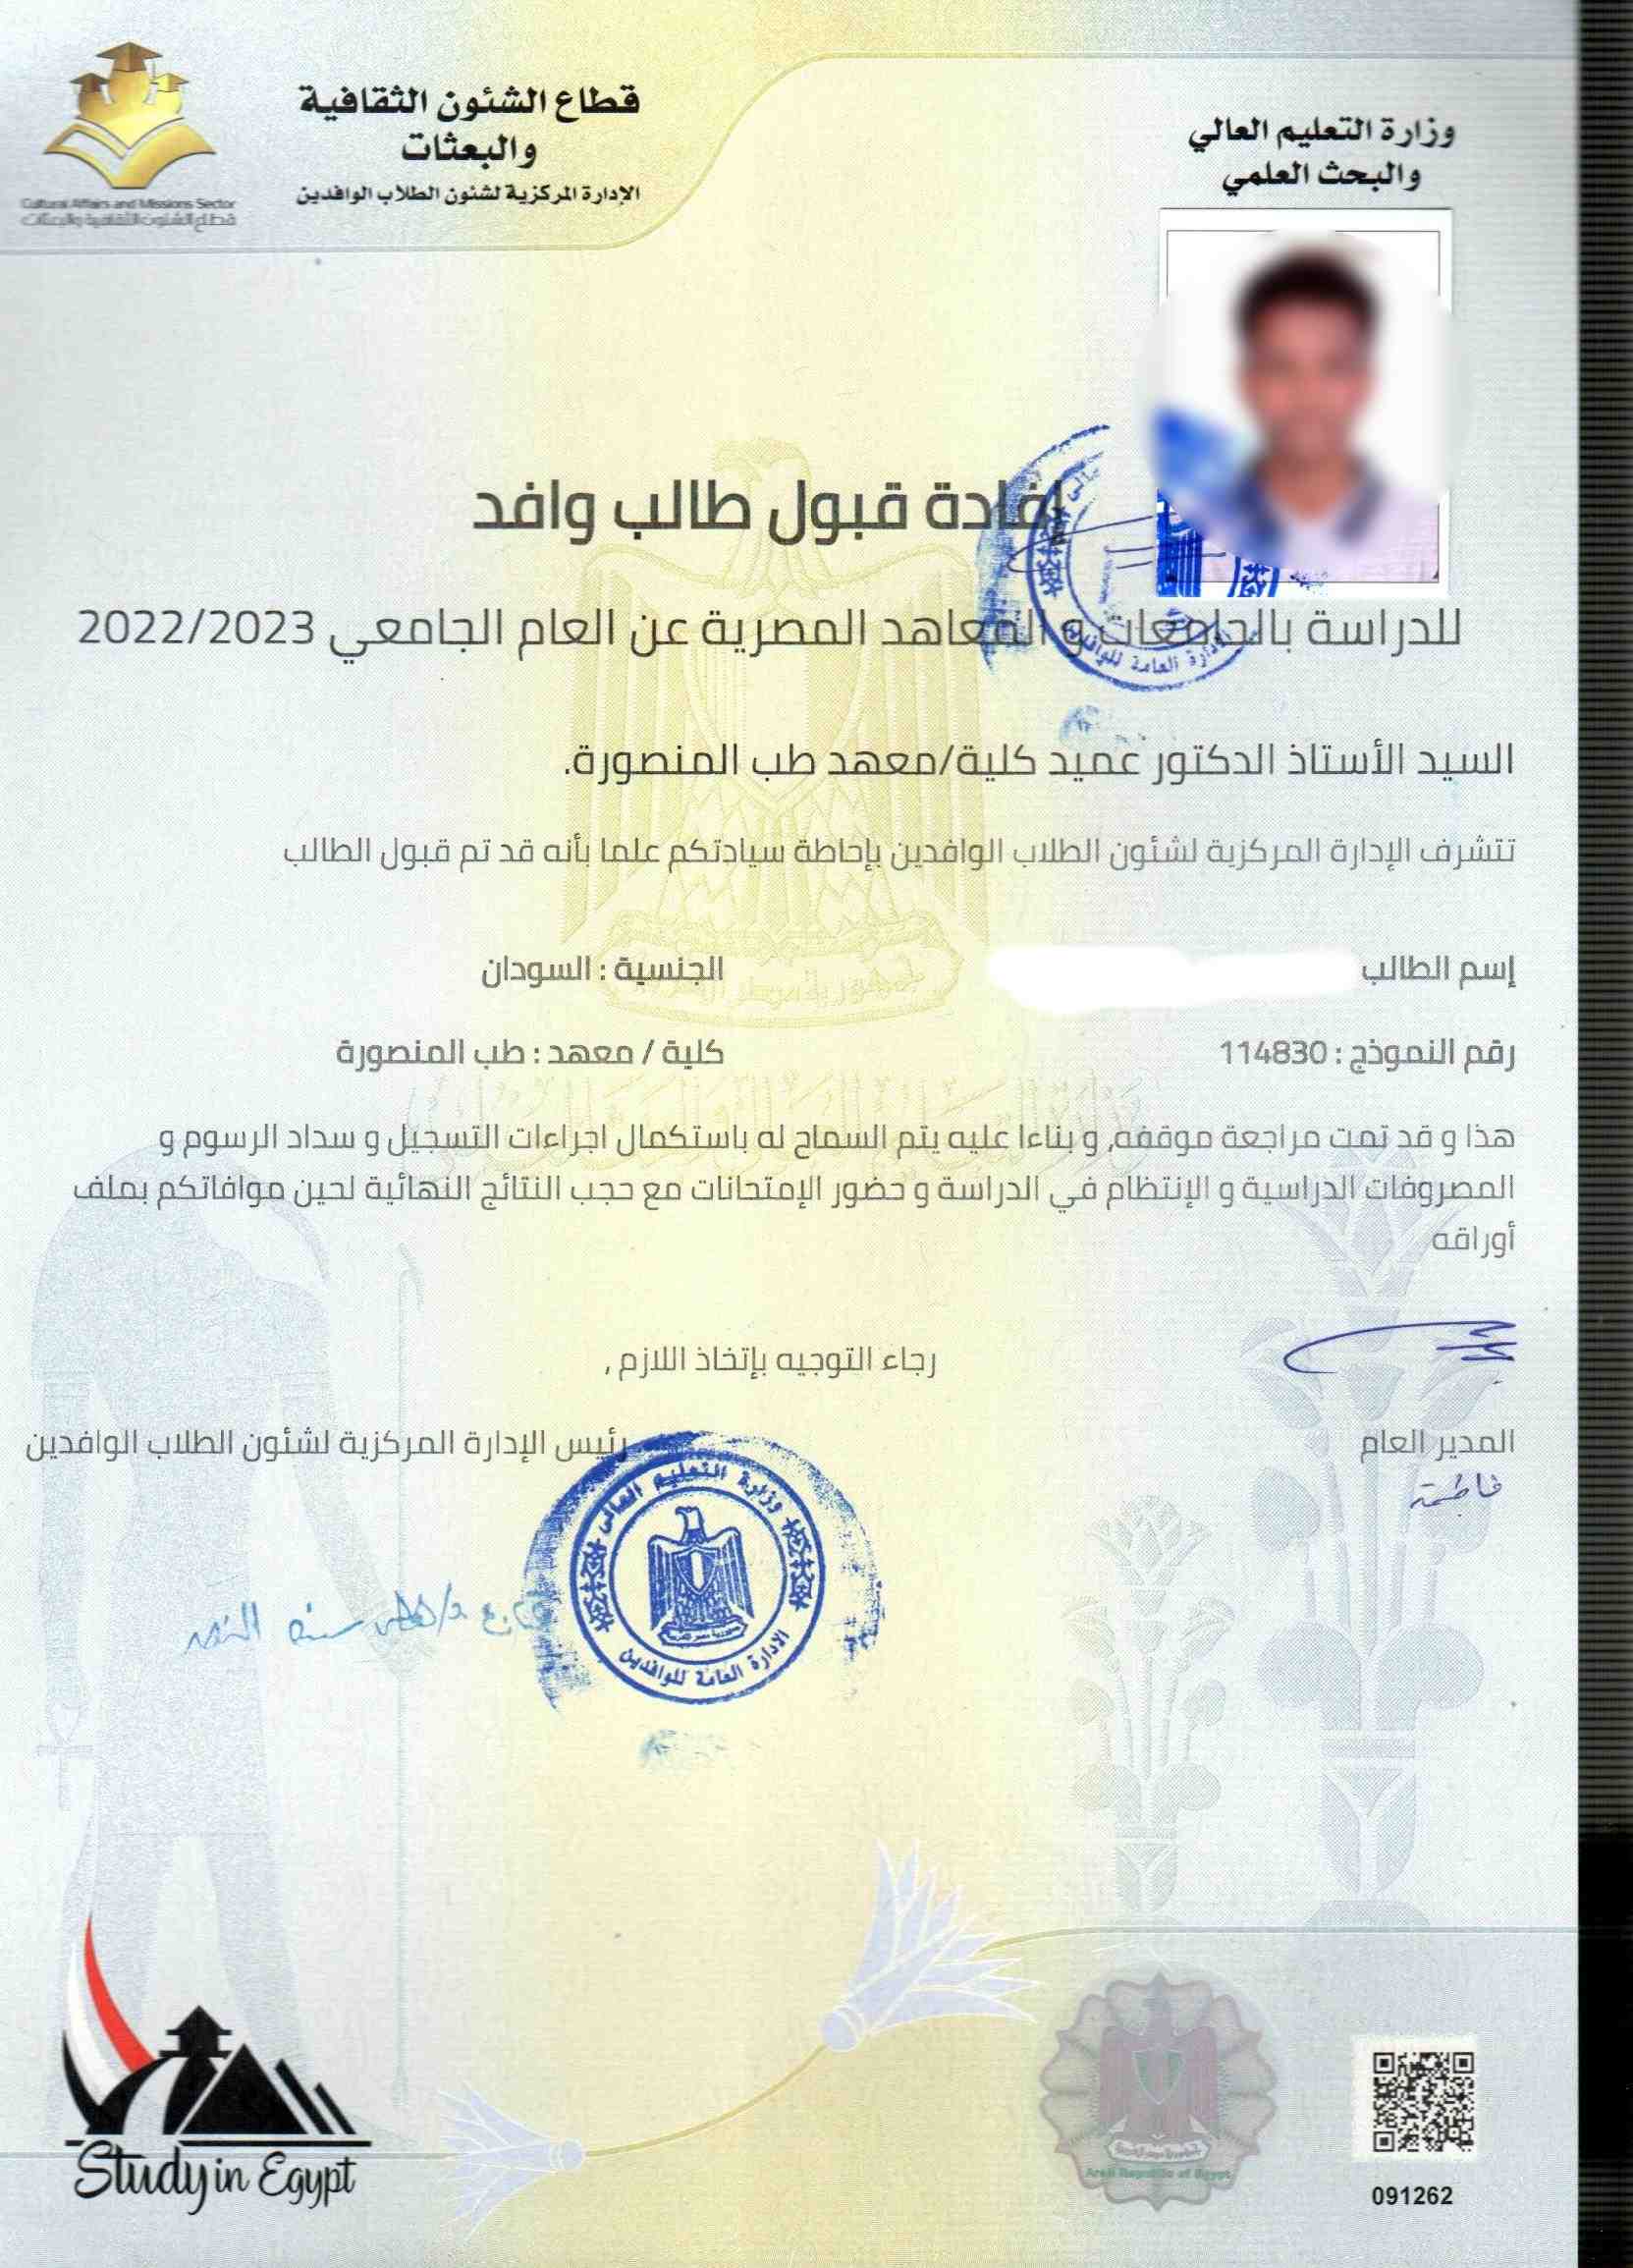 وزارة التعليم العالي
والبحث العلمي
قطاع الشئون الثقافية
والبعثات
الإدارة المركزية لشئون الطلاب الوافدين
Cultural Affairs and Missions Sector
قطاع الشئون الثقافية والبعثات
إفادة قبول طالب وافد
للدراسة بالجامعات و المعاهد المصرية عن العام الجامعي 2022/2023
الإدارة العامة للوافدين
السيد الأستاذ الدكتور عميد كلية/معهد طب المنصورة.
تتشرف الإدارة المركزية لشئون الطلاب الوافدين بإحاطة سيادتكم علما بأنه قد تم قبول الطالب
إسم الطالب
الجنسية : السودان
رقم النموذج : 114830
كلية / معهد : طب المنصورة
هذا و قد تمت مراجعة موقفه, و بناءا عليه يتم السماح له باستكمال اجراءات التسجيل و سداد الرسوم و
المصروفات الدراسية و الإنتظام في الدراسة و حضور الإمتحانات مع حجب النتائج النهائية لحين موافاتكم بملف
أوراقه
رجاء التوجيه بإتخاذ اللازم ,
المدير العام
فاطمة
رئيس الإدارة المركزية لشئون الطلاب الوافدين
وزارة التعليم العالى
الادارة العامة للوافدين
Study in Egypt
Arab Republic of Egypt
091262